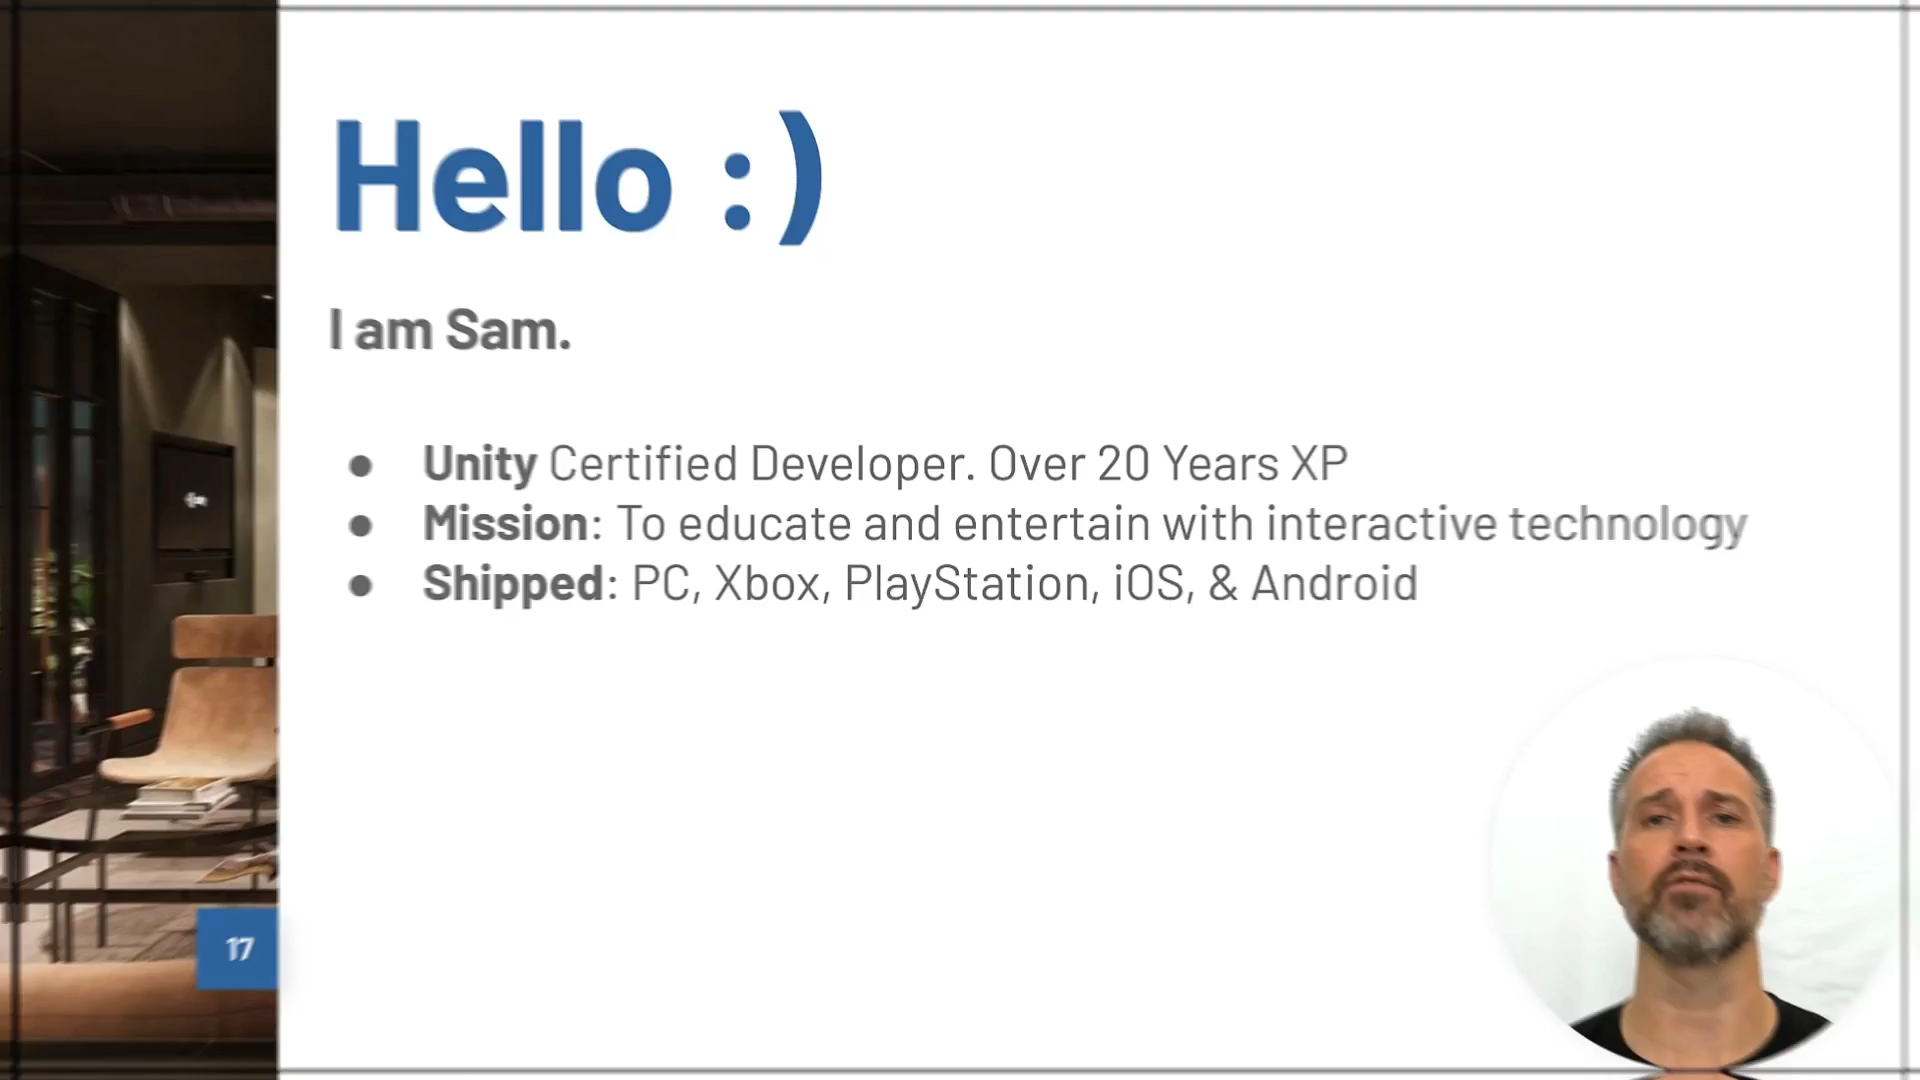 Hello :)
I am Sam.
● Unity Certified Developer. Over 20 Years XP
● Mission: To educate and entertain with interactive technology
● Shipped: PC, Xbox, PlayStation, iOS, & Android
17